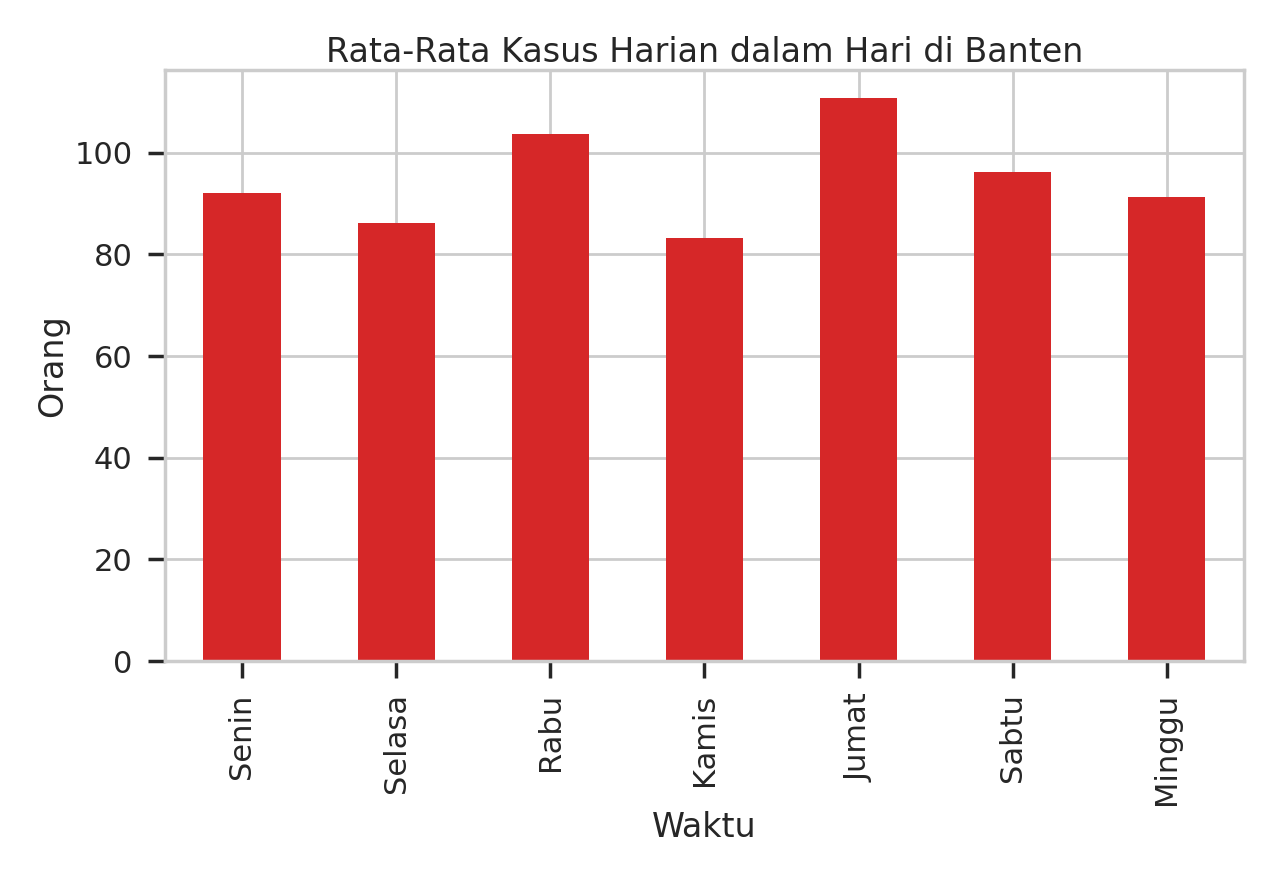 Rata-Rata Kasus Harian dalam Hari di Banten
Orang
100
80
60
40
20
0
Senin
Selasa
Rabu
Kamis
Jumat
Sabtu
Minggu
Waktu